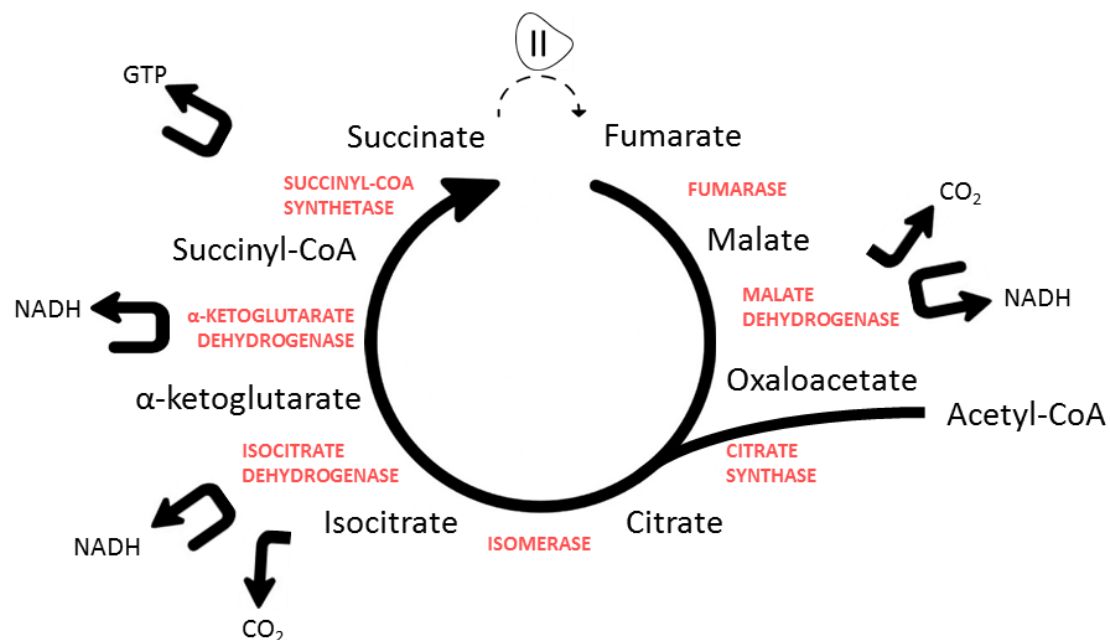 II
GTP
Succinate
Fumarate
SUCCINYL-COA
SYNTHETASE
FUMARASE
CO₂
Succinyl-CoA
Malate
NADH
α-KETOGLUTARATE
DEHYDROGENASE
MALATE
DEHYDROGENASE
NADH
α-ketoglutarate
Oxaloacetate
Acetyl-CoA
ISOCITRATE
DEHYDROGENASE
CITRATE
SYNTHASE
Isocitrate
Citrate
ISOMERASE
NADH
CO₂